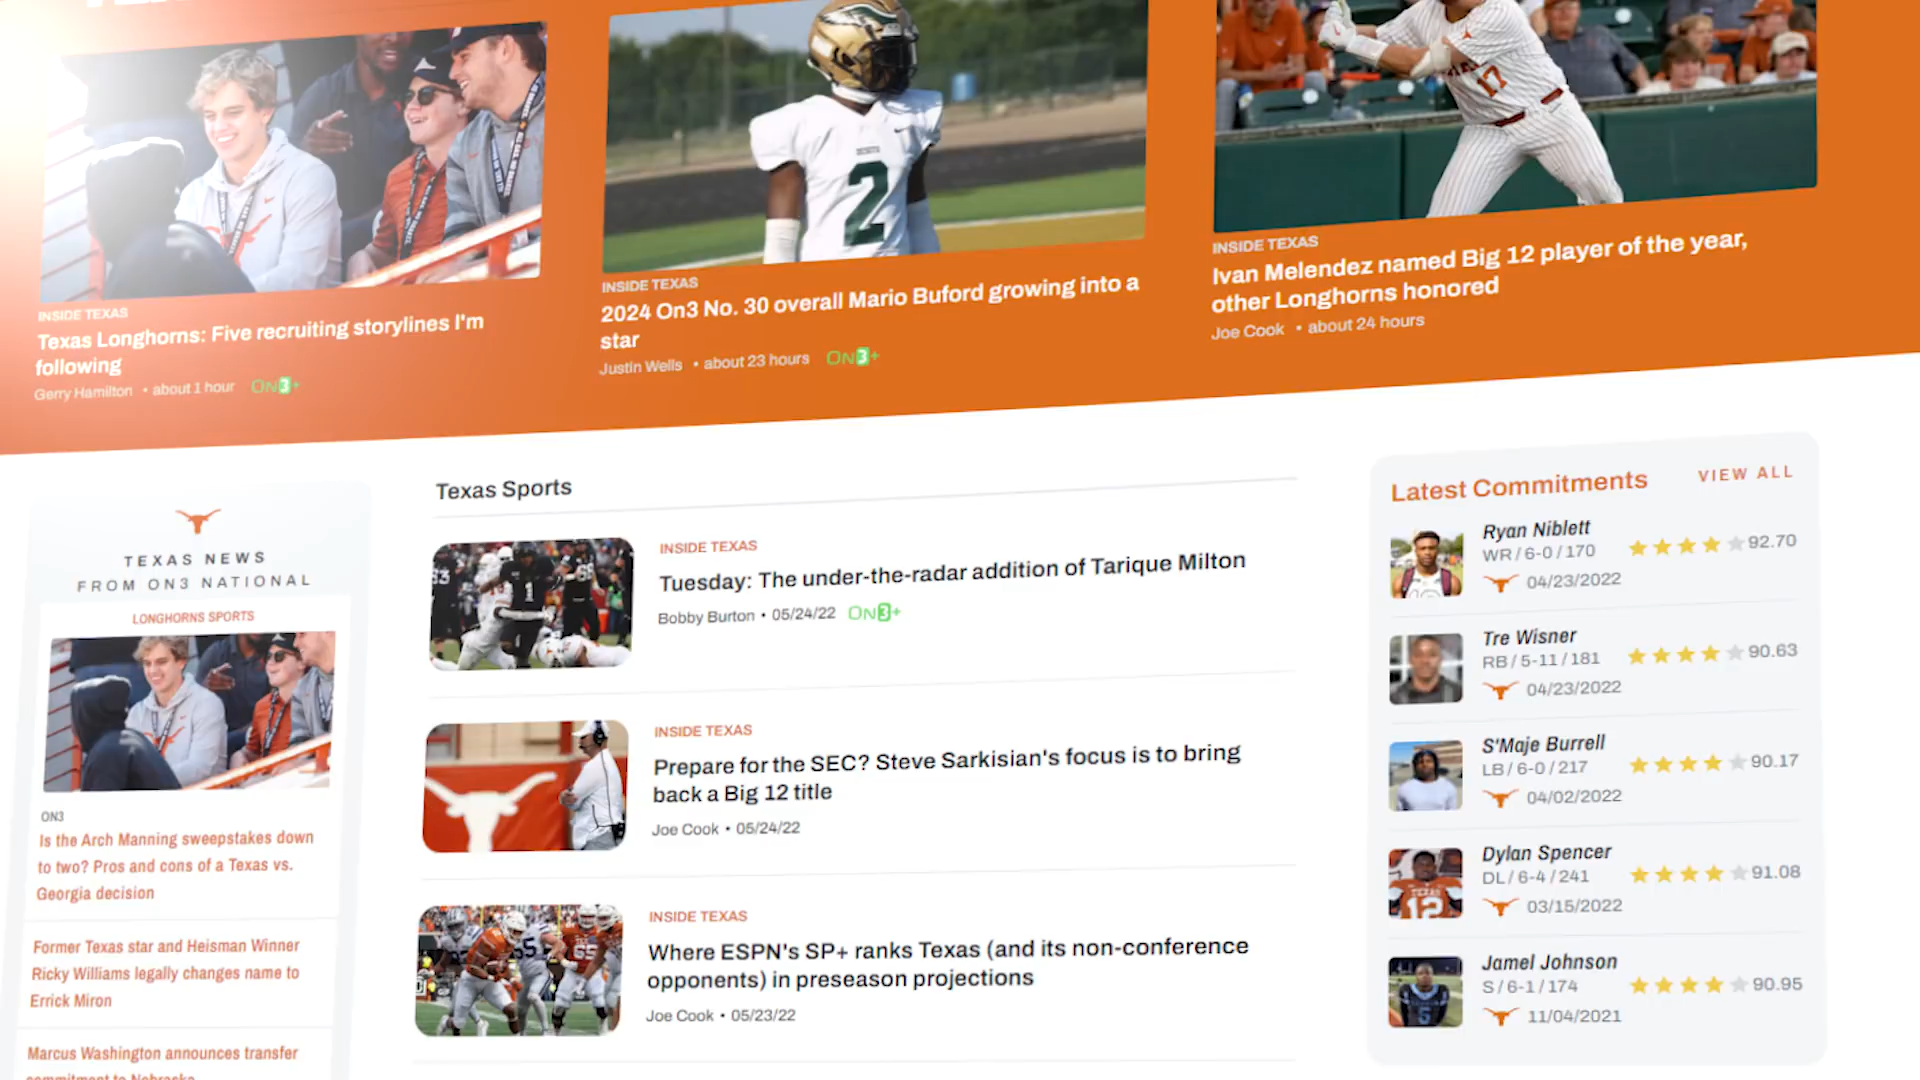 INSIDE TEXAS
Texas Longhorns: Five recruiting storylines I'm
following
Gerry Hamilton • about 1 hour ON3+
2
INSIDE TEXAS
2024 On3 No. 30 overall Mario Buford growing into a
star
Justin Wells • about 23 hours ON3+
17
INSIDE TEXAS
Ivan Melendez named Big 12 player of the year,
other Longhorns honored
Joe Cook • about 24 hours
TEXAS NEWS
FROM ON3 NATIONAL
LONGHORNS SPORTS
ON3
Is the Arch Manning sweepstakes down
to two? Pros and cons of a Texas vs.
Georgia decision
Former Texas star and Heisman Winner
Ricky Williams legally changes name to
Errick Miron
Marcus Washington announces transfer
commitment to Nebraska
Texas Sports
INSIDE TEXAS
Tuesday: The under-the-radar addition of Tarique Milton
Bobby Burton • 05/24/22 ON3+
INSIDE TEXAS
Prepare for the SEC? Steve Sarkisian's focus is to bring
back a Big 12 title
Joe Cook • 05/24/22
INSIDE TEXAS
Where ESPN's SP+ ranks Texas (and its non-conference
opponents) in preseason projections
Joe Cook • 05/23/22
Latest Commitments VIEW ALL
Ryan Niblett
WR / 6-0 / 170 92.70
04/23/2022
Tre Wisner
RB / 5-11 / 181 90.63
04/23/2022
S'Maje Burrell
LB / 6-0 / 217 90.17
04/02/2022
Dylan Spencer
DL / 6-4 / 241 91.08
03/15/2022
TEXAS
12
Jamel Johnson
S / 6-1 / 174 90.95
11/04/2021